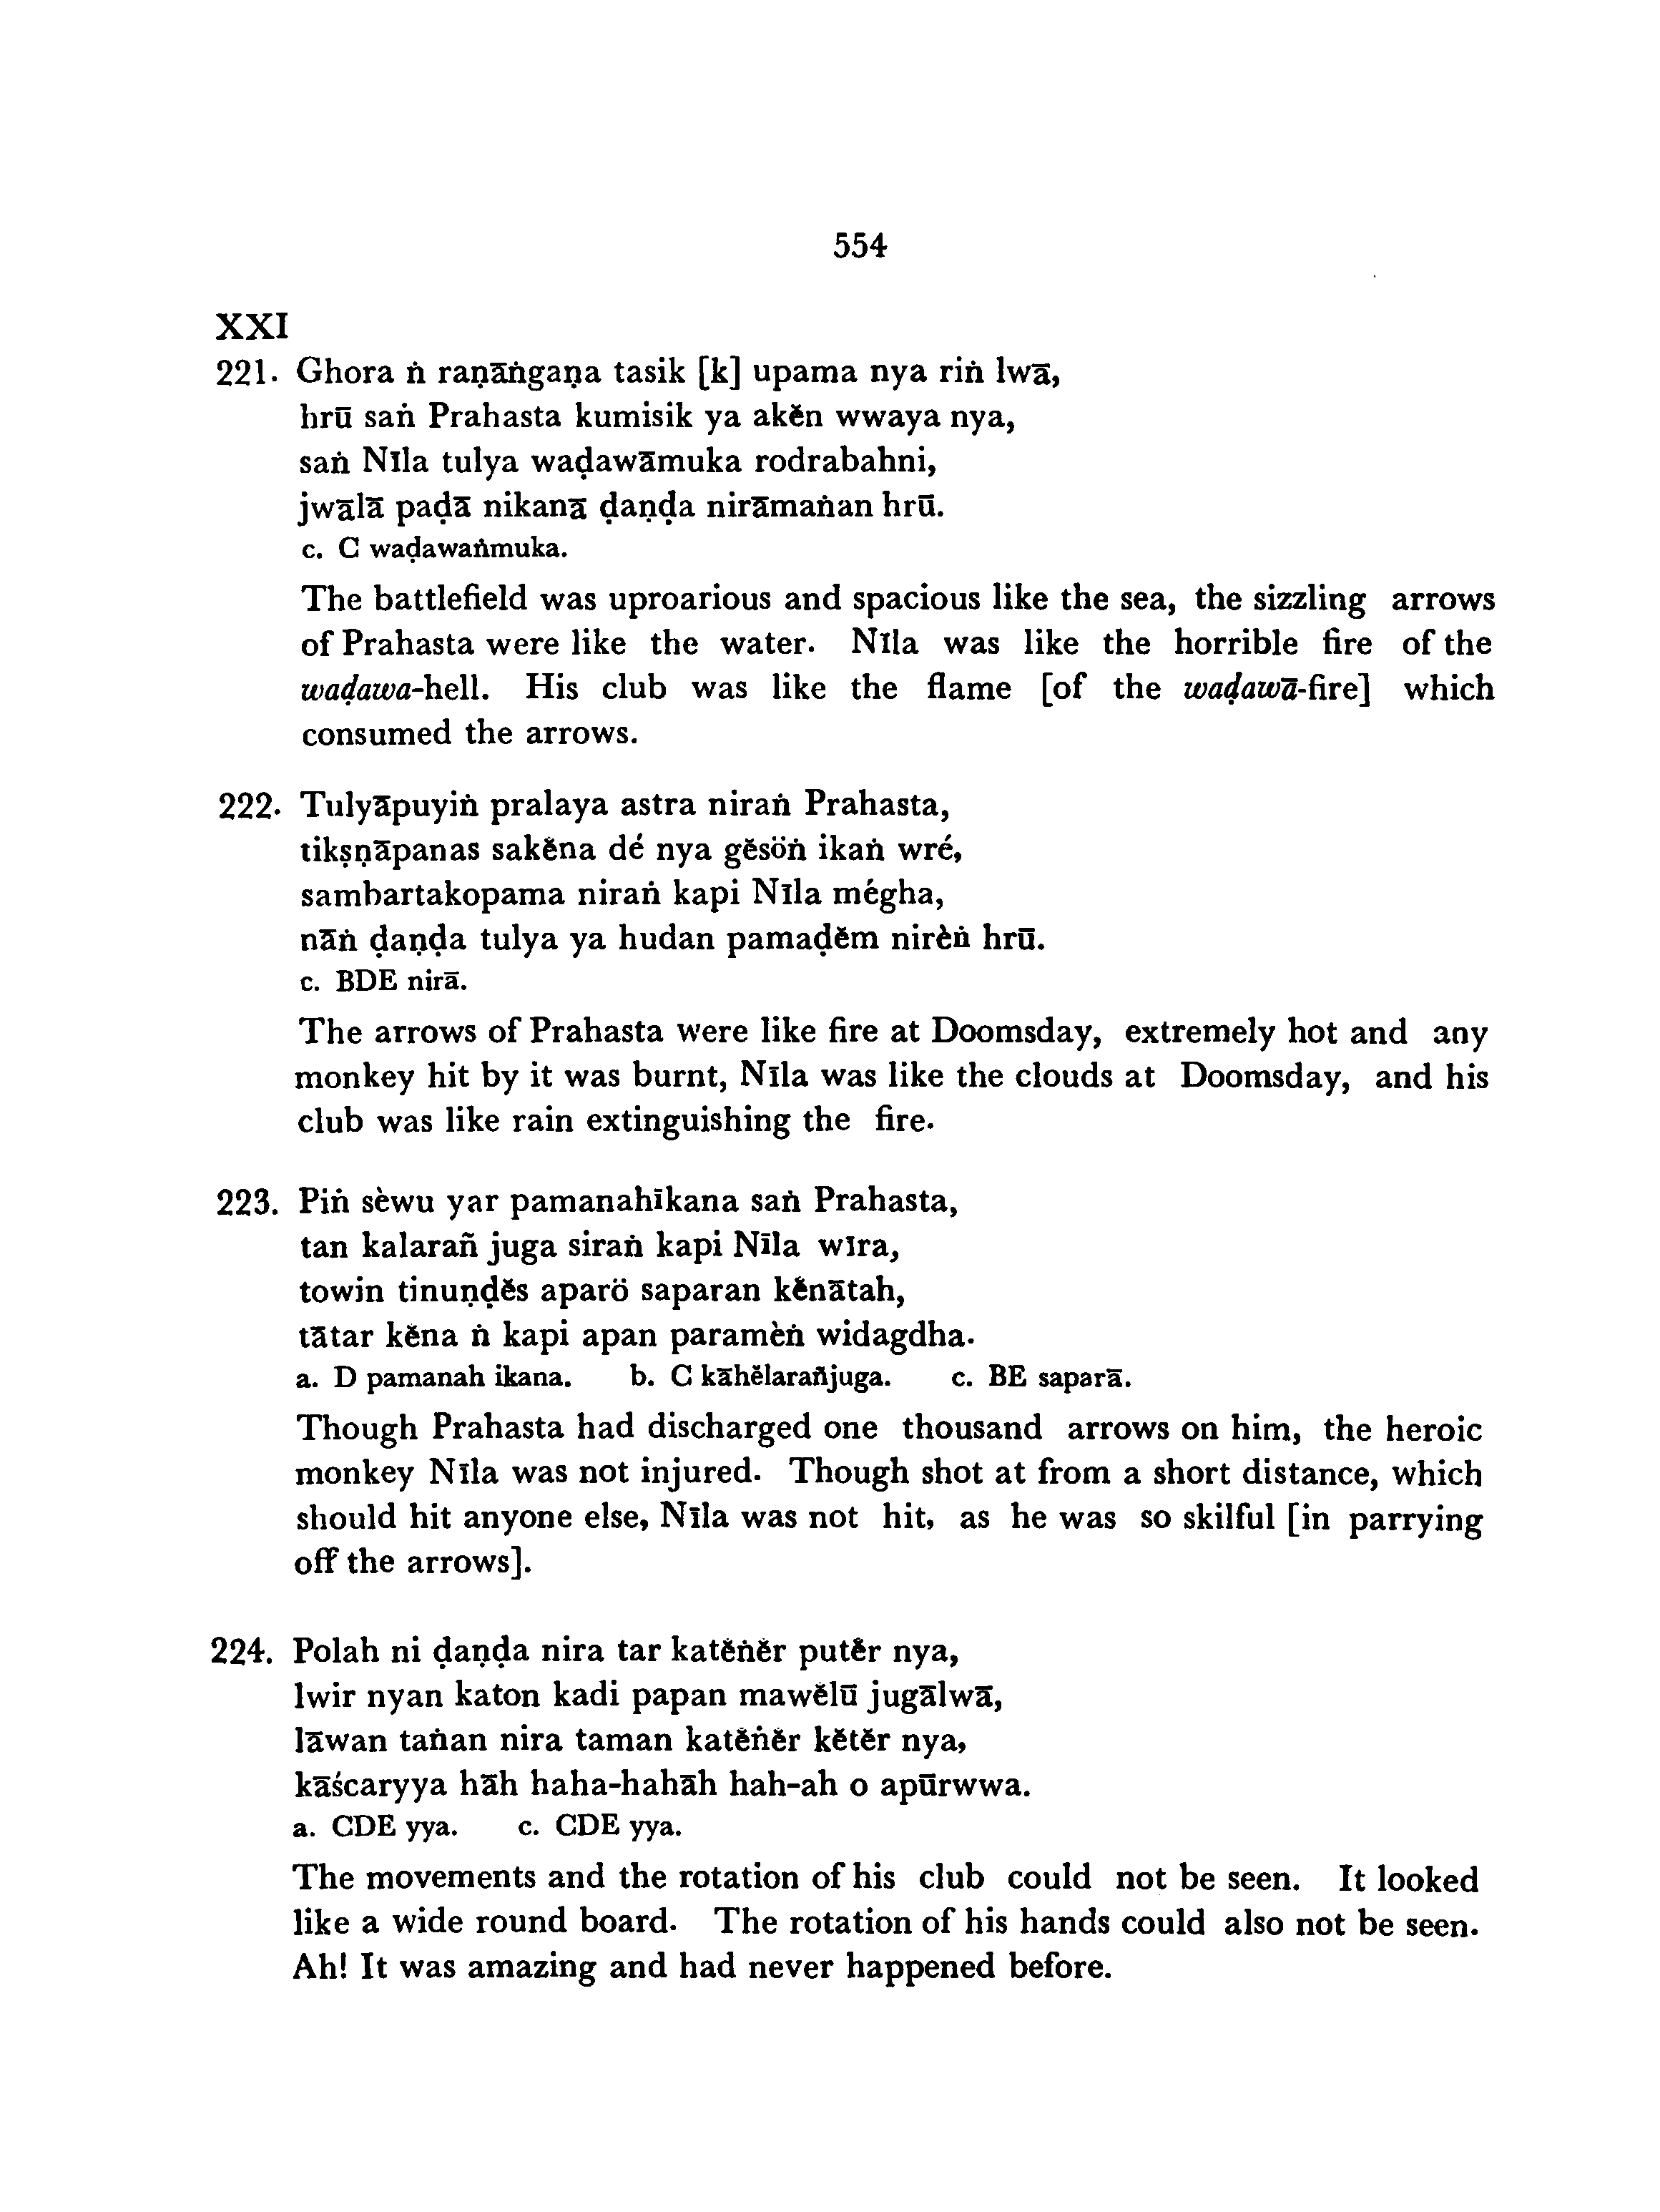 554
XXI
221. Ghora ṅ raṇāṅgaṇa tasik [k] upama nya riṅ lwā,
hrū saṅ Prahasta kumisik ya akĕn wwaya nya,
saṅ Nīla tulya waḍawāmuka rodrabahni,
jwālā paḍā nikanā ḍaṇḍa nirāmaṅan hrū.
c. C waḍawaṅmuka.
The battlefield was uproarious and spacious like the sea, the sizzling arrows
of Prahasta were like the water. Nīla was like the horrible fire of the
waḍawa-hell. His club was like the flame [of the waḍawā-fire] which
consumed the arrows.
222. Tulyāpuyiṅ pralaya astra niraṅ Prahasta,
tikṣṇāpanas sakĕna dé nya gĕsöṅ ikaṅ wré,
sambartakopama niraṅ kapi Nīla mégha,
nāṅ ḍaṇḍa tulya ya hudan pamaḍĕm nirèṅ hrū.
c. BDE nirā.
The arrows of Prahasta were like fire at Doomsday, extremely hot and any
monkey hit by it was burnt, Nīla was like the clouds at Doomsday, and his
club was like rain extinguishing the fire.
223. Piṅ sèwu yar pamanahīkana saṅ Prahasta,
tan kalarañ juga siraṅ kapi Nīla wīra,
towin tinuṇḍĕs aparö saparan kĕnātah,
tātar kĕna ṅ kapi apan paramèṅ widagdha.
a. D pamanah ikana. b. C kāhĕlarañjuga. c. BE saparā.
Though Prahasta had discharged one thousand arrows on him, the heroic
monkey Nīla was not injured. Though shot at from a short distance, which
should hit anyone else, Nīla was not hit, as he was so skilful [in parrying
off the arrows].
224. Polah ni ḍaṇḍa nira tar katĕṅĕr putĕr nya,
lwir nyan katon kadi papan mawĕlū jugālwā,
lāwan taṅan nira taman katĕṅĕr kĕtĕr nya,
kāścaryya hāh haha-hahāh hah-ah o apūrwwa.
a. CDE yya. c. CDE yya.
The movements and the rotation of his club could not be seen. It looked
like a wide round board. The rotation of his hands could also not be seen.
Ah! It was amazing and had never happened before.